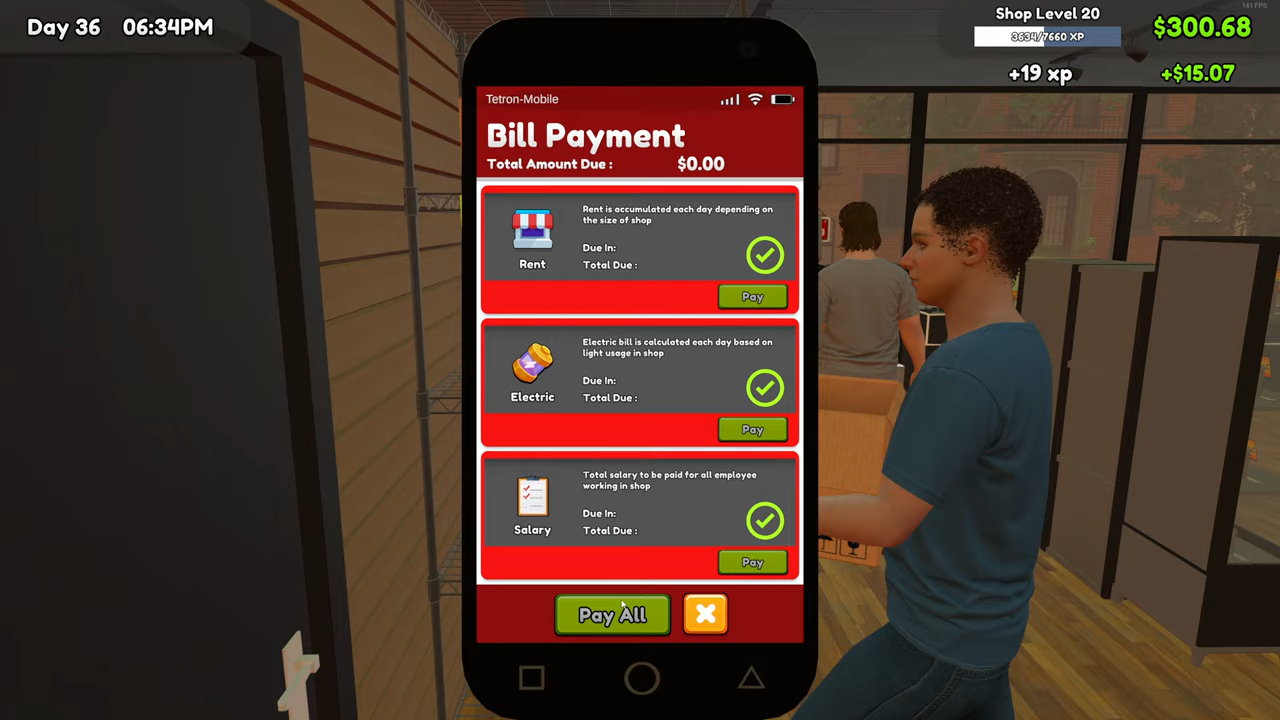 141 FPS
Day 36 06:34PM
Shop Level 20
3634/7660 XP
$300.68
+19 xp
+$15.07
Tetron-Mobile
Bill Payment
Total Amount Due : $0.00
Rent is accumulated each day depending on
the size of shop
Due In:
Total Due :
Rent
Pay
Electric bill is calculated each day based on
light usage in shop
Due In:
Total Due :
Electric
Pay
Total salary to be paid for all employee
working in shop
Due In:
Total Due :
Salary
Pay
Pay All